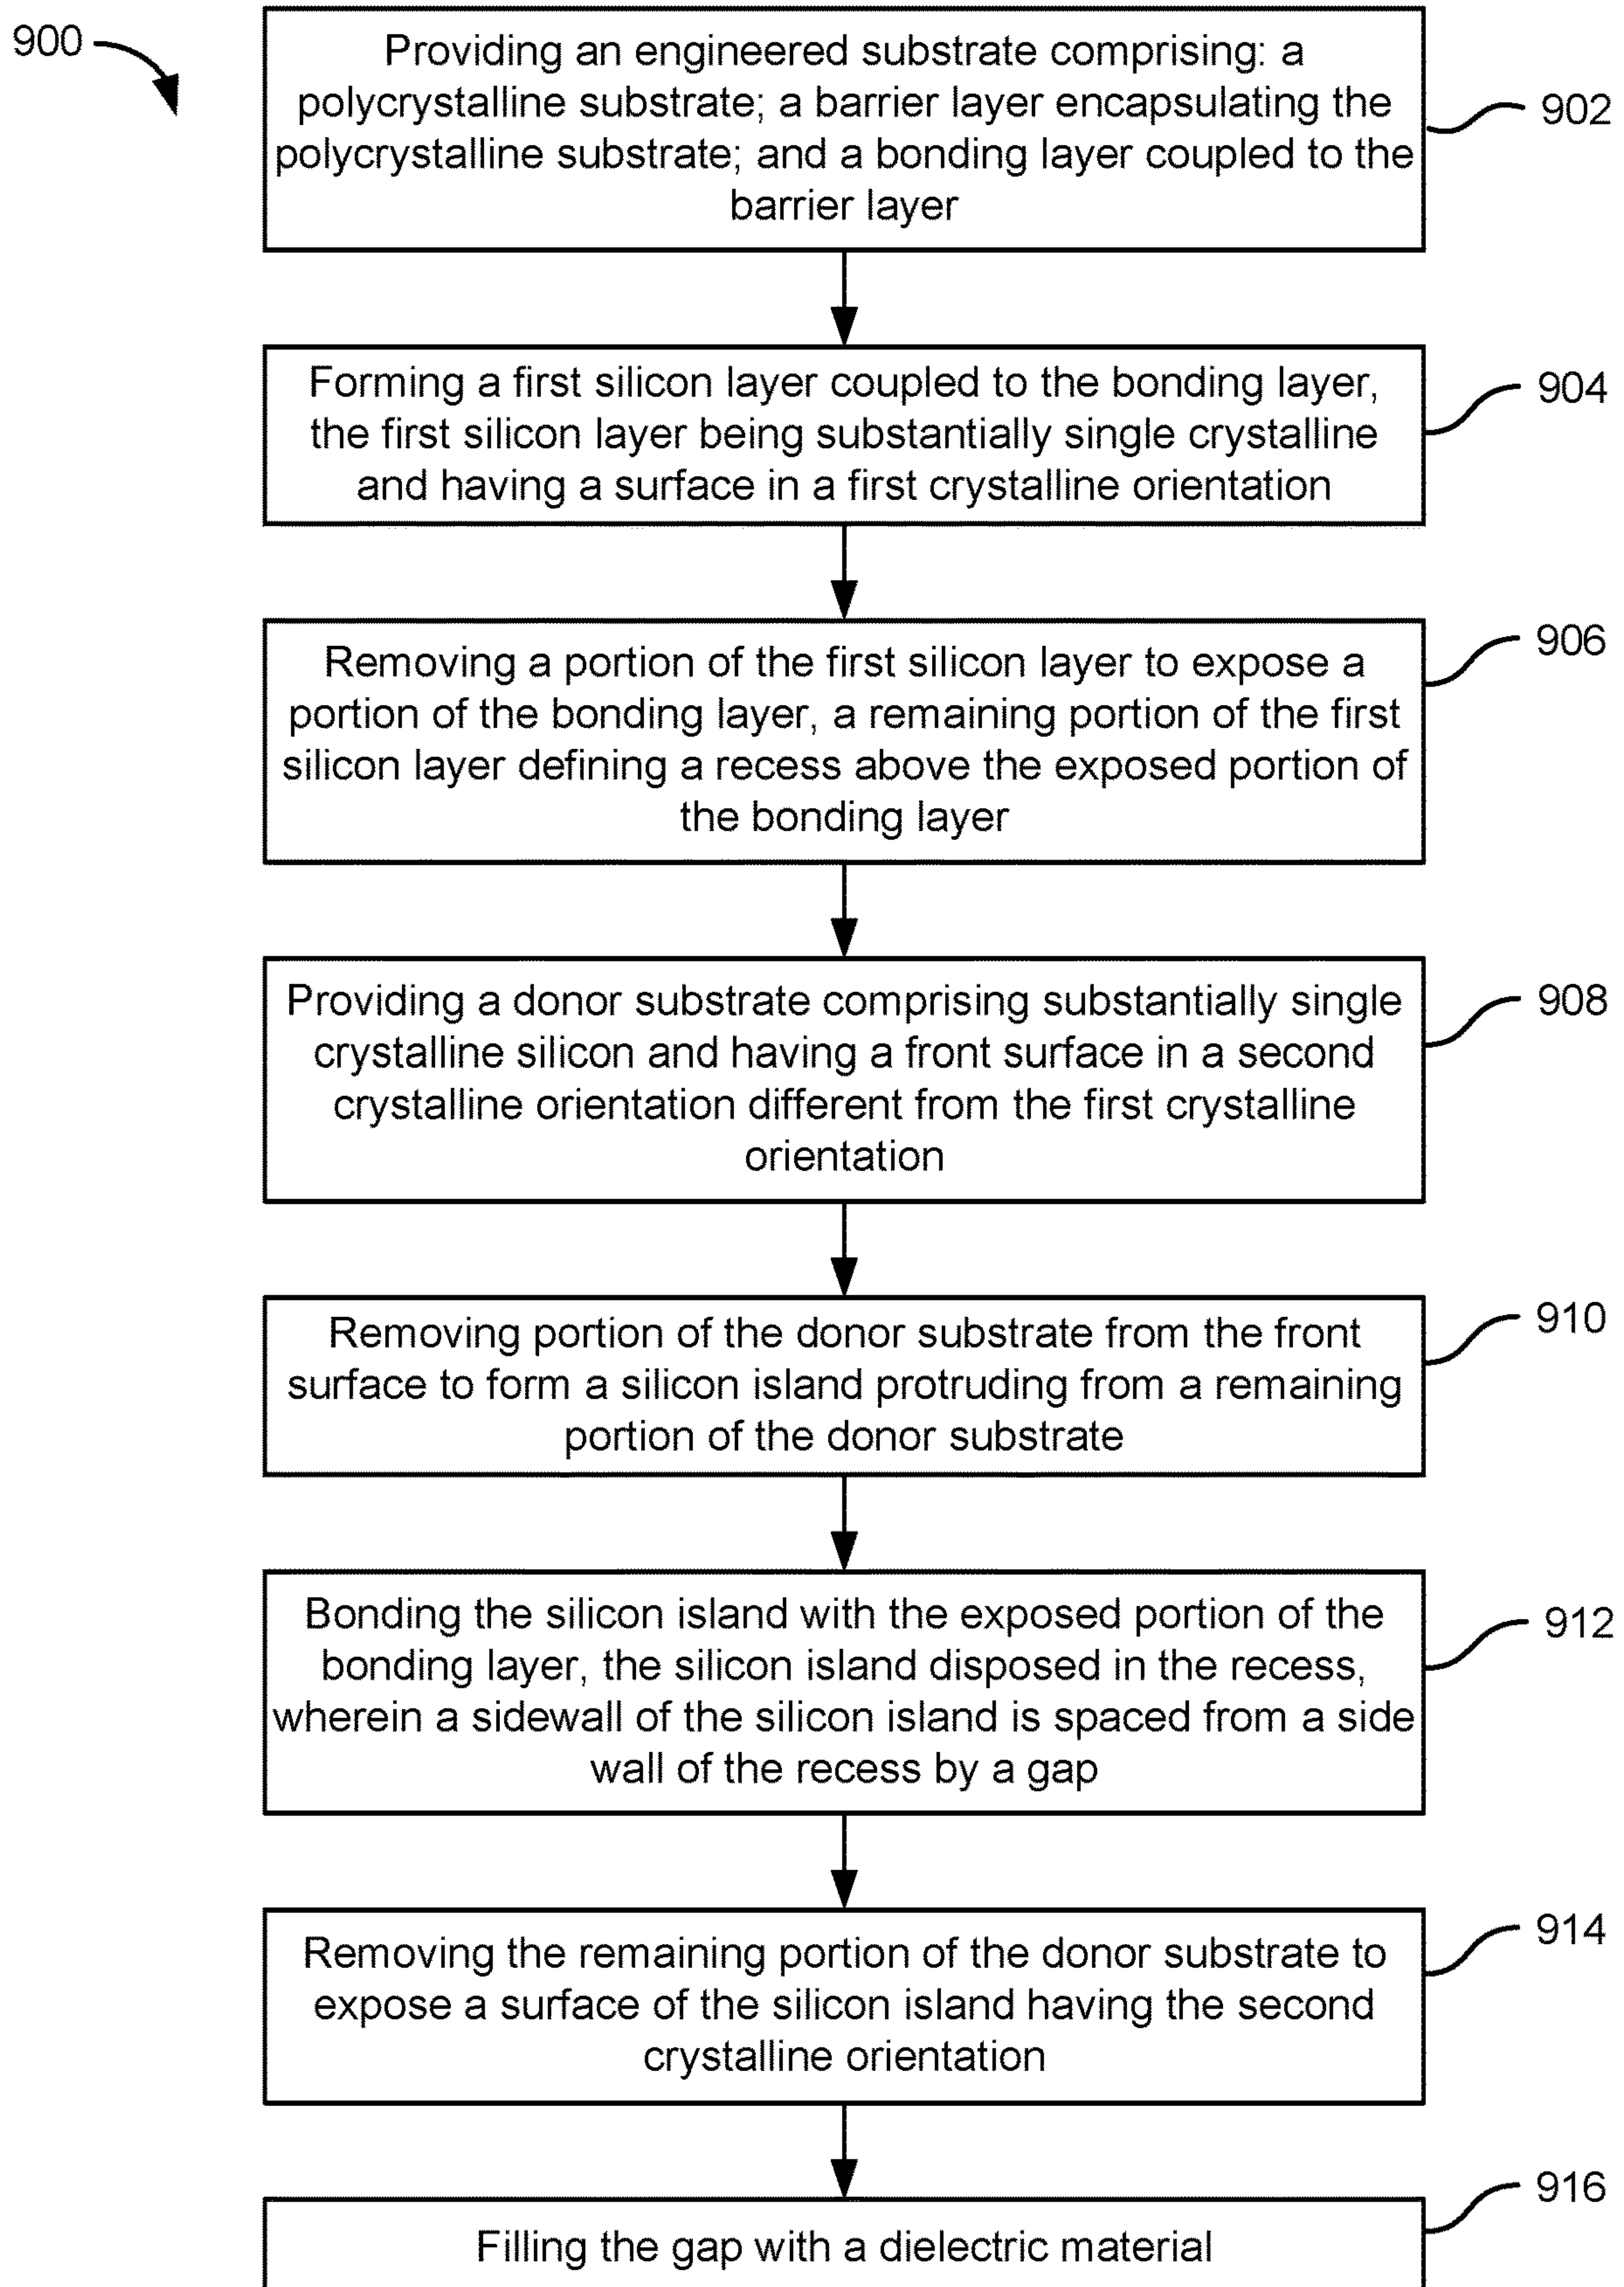 900
Providing an engineered substrate comprising: a
polycrystalline substrate; a barrier layer encapsulating the
polycrystalline substrate; and a bonding layer coupled to the
barrier layer
902
Forming a first silicon layer coupled to the bonding layer,
the first silicon layer being substantially single crystalline
and having a surface in a first crystalline orientation
904
Removing a portion of the first silicon layer to expose a
portion of the bonding layer, a remaining portion of the first
silicon layer defining a recess above the exposed portion of
the bonding layer
906
Providing a donor substrate comprising substantially single
crystalline silicon and having a front surface in a second
crystalline orientation different from the first crystalline
orientation
908
Removing portion of the donor substrate from the front
surface to form a silicon island protruding from a remaining
portion of the donor substrate
910
Bonding the silicon island with the exposed portion of the
bonding layer, the silicon island disposed in the recess,
wherein a sidewall of the silicon island is spaced from a side
wall of the recess by a gap
912
Removing the remaining portion of the donor substrate to
expose a surface of the silicon island having the second
crystalline orientation
914
Filling the gap with a dielectric material
916